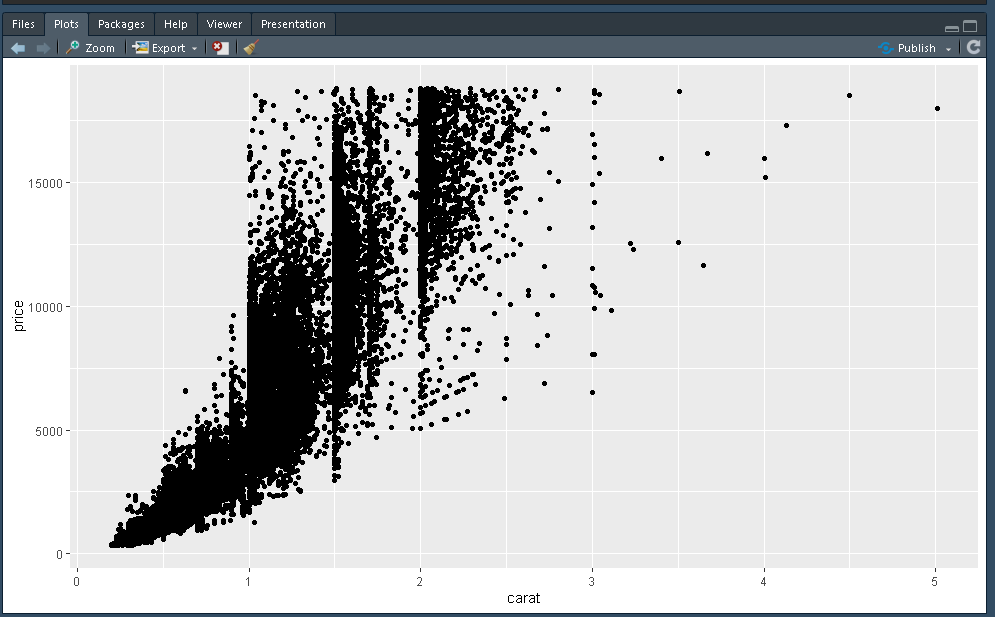 Files Plots Packages Help Viewer Presentation
Zoom Export Publish
15000
10000
5000
0
price
0 1 2 3 4 5
carat